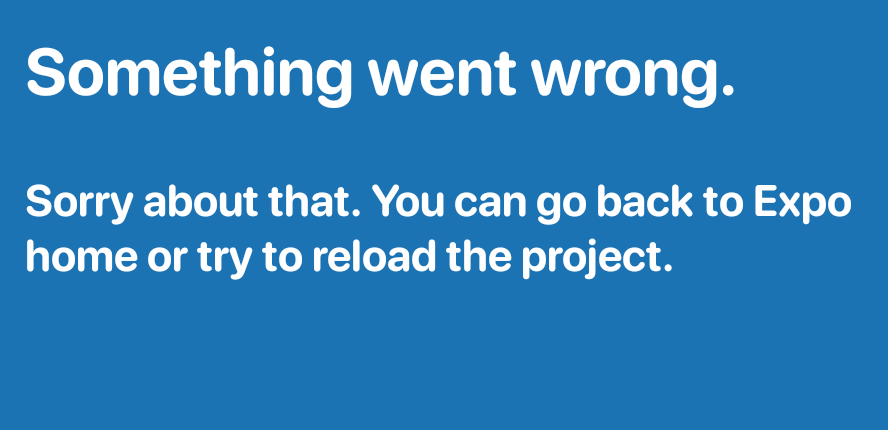 Something went wrong.
Sorry about that. You can go back to Expo
home or try to reload the project.